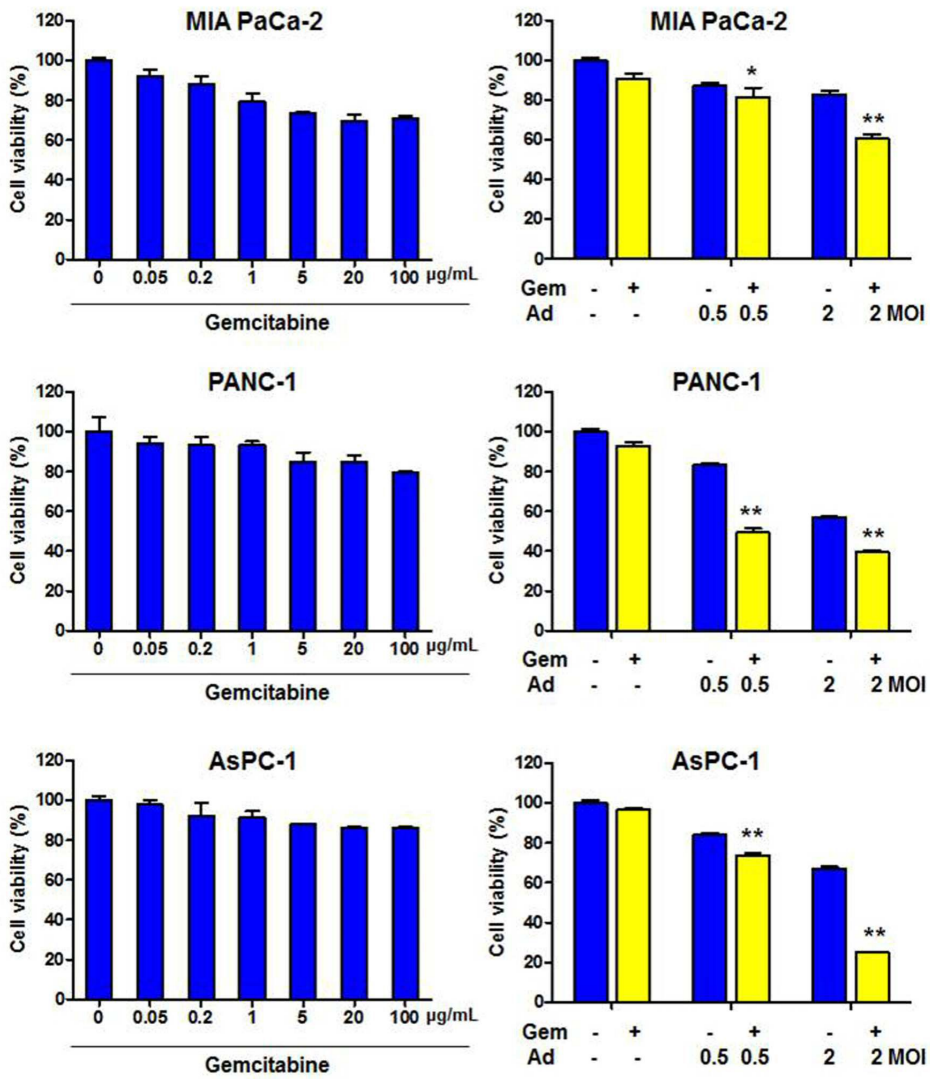 MIA PaCa-2
Cell viability (%)
120
100
80
60
40
20
0
0 0.05 0.2 1 5 20 100 µg/mL
Gemcitabine
MIA PaCa-2
Cell viability (%)
120
100
80
60
40
20
0
*
**
Gem - + - + - +
Ad - - 0.5 0.5 2 2 MOI
PANC-1
Cell viability (%)
120
100
80
60
40
20
0
0 0.05 0.2 1 5 20 100 µg/mL
Gemcitabine
PANC-1
Cell viability (%)
120
100
80
60
40
20
0
**
**
Gem - + - + - +
Ad - - 0.5 0.5 2 2 MOI
AsPC-1
Cell viability (%)
120
100
80
60
40
20
0
0 0.05 0.2 1 5 20 100 µg/mL
Gemcitabine
AsPC-1
Cell viability (%)
120
100
80
60
40
20
0
**
**
Gem - + - + - +
Ad - - 0.5 0.5 2 2 MOI